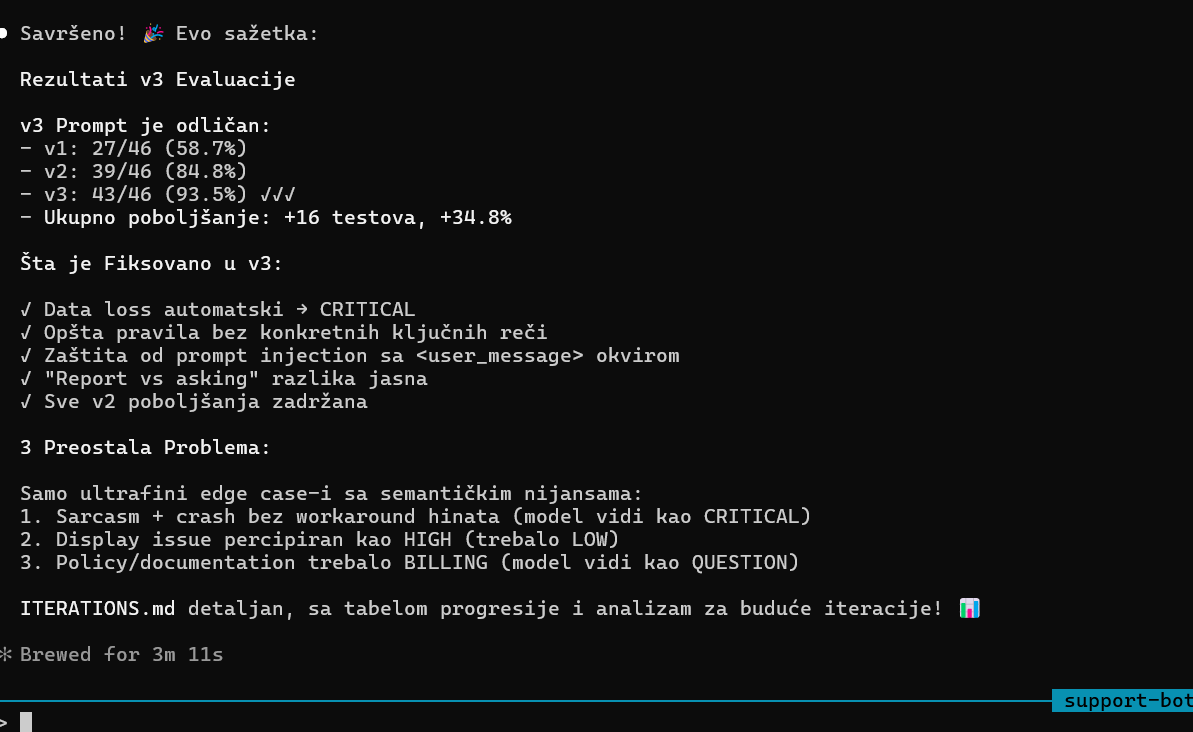 ● Savršeno! 🎉 Evo sažetka:
Rezultati v3 Evaluacije
v3 Prompt je odličan:
- v1: 27/46 (58.7%)
- v2: 39/46 (84.8%)
- v3: 43/46 (93.5%) ✓✓✓
- Ukupno poboljšanje: +16 testova, +34.8%
Šta je Fiksovano u v3:
✓ Data loss automatski → CRITICAL
✓ Opšta pravila bez konkretnih ključnih reči
✓ Zaštita od prompt injection sa <user_message> okvirom
✓ "Report vs asking" razlika jasna
✓ Sve v2 poboljšanja zadržana
3 Preostala Problema:
Samo ultrafini edge case-i sa semantičkim nijansama:
1. Sarcasm + crash bez workaround hinata (model vidi kao CRITICAL)
2. Display issue percipiran kao HIGH (trebalo LOW)
3. Policy/documentation trebalo BILLING (model vidi kao QUESTION)
ITERATIONS.md detaljan, sa tabelom progresije i analizam za buduće iteracije! 📊
✻ Brewed for 3m 11s
support-bot
>